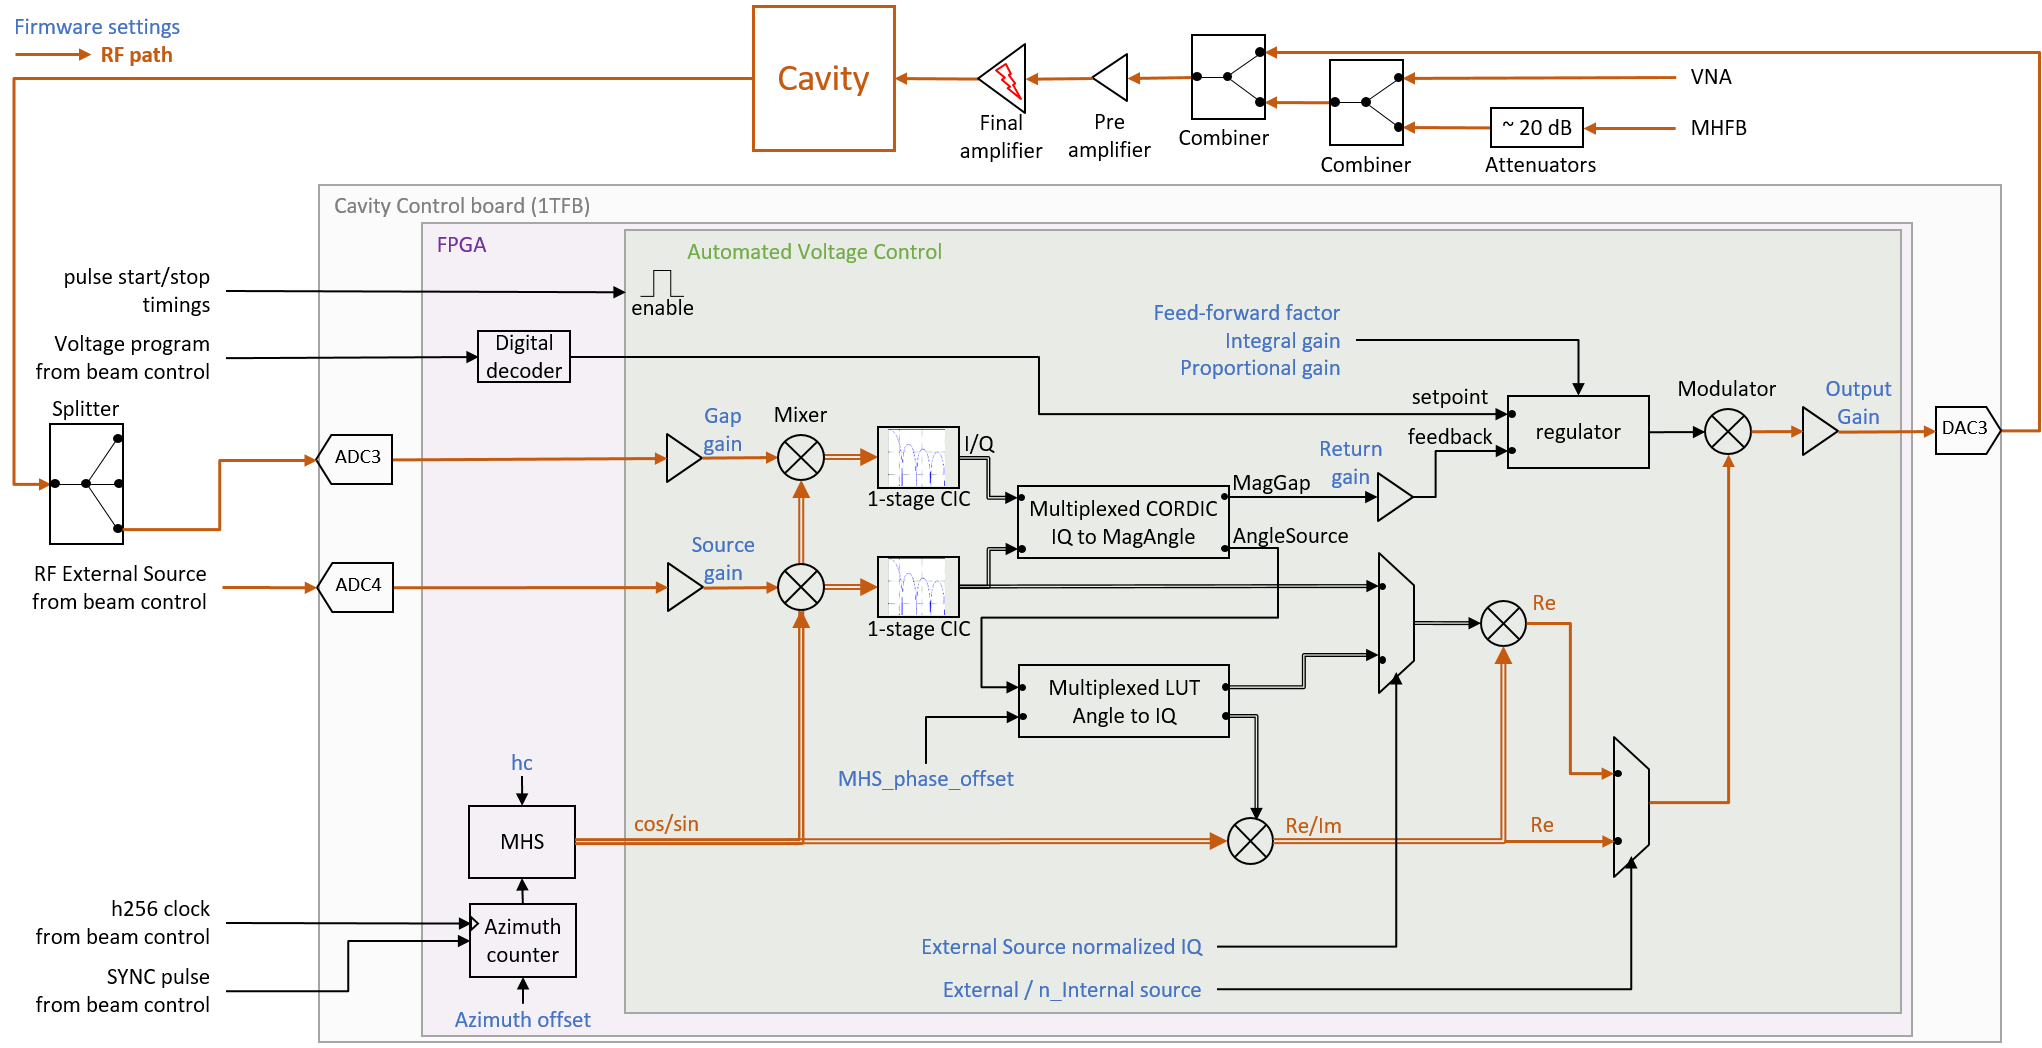 Firmware settings
RF path
Cavity
Final
amplifier
Pre
amplifier
Combiner
Combiner
~ 20 dB
Attenuators
VNA
MHFB
Cavity Control board (1TFB)
FPGA
Automated Voltage Control
pulse start/stop
timings
enable
Voltage program
from beam control
Digital
decoder
Feed-forward factor
Integral gain
Proportional gain
Splitter
ADC3
Gap
gain
Mixer
I/Q
1-stage CIC
setpoint
feedback
regulator
Modulator
Output
Gain
DAC3
Return
gain
MagGap
Multiplexed CORDIC
IQ to MagAngle
AngleSource
RF External Source
from beam control
ADC4
Source
gain
1-stage CIC
Re
Multiplexed LUT
Angle to IQ
MHS_phase_offset
hc
MHS
cos/sin
Re/Im
Re
h256 clock
from beam control
Azimuth
counter
SYNC pulse
from beam control
Azimuth offset
External Source normalized IQ
External / n_Internal source